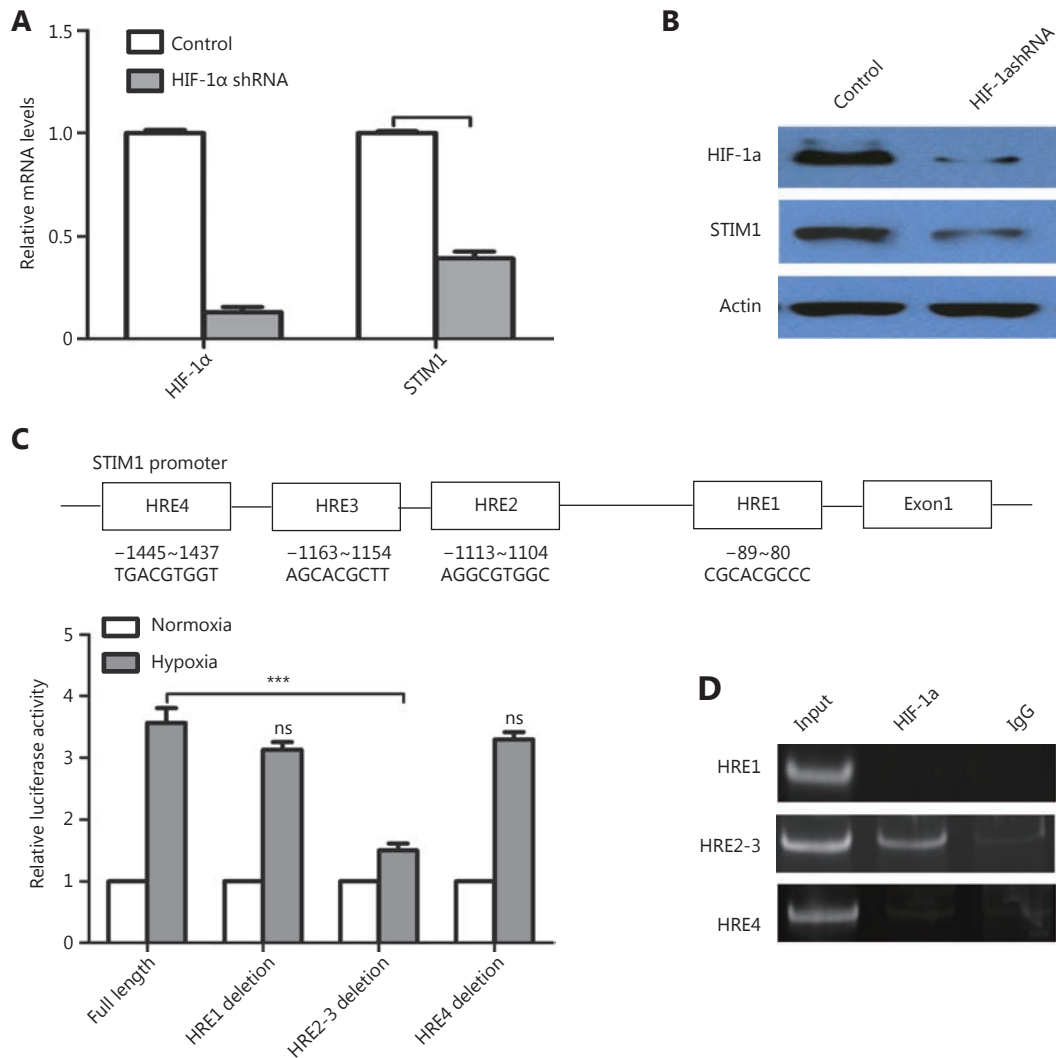 A
1.5
1.0
0.5
0
Relative mRNA levels
Control
HIF-1α shRNA
HIF-1α
STIM1
B
Control
HIF-1ashRNA
HIF-1a
STIM1
Actin
C
STIM1 promoter
HRE4
HRE3
HRE2
HRE1
Exon1
−1445~1437
−1163~1154
−1113~1104
−89~80
TGACGTGGT
AGCACGCTT
AGGCGTGGC
CGCACGCCC
Normoxia
Hypoxia
5
4
3
2
1
0
Relative luciferase activity
***
ns
ns
Full length
HRE1 deletion
HRE2-3 deletion
HRE4 deletion
D
Input
HIF-1a
IgG
HRE1
HRE2-3
HRE4